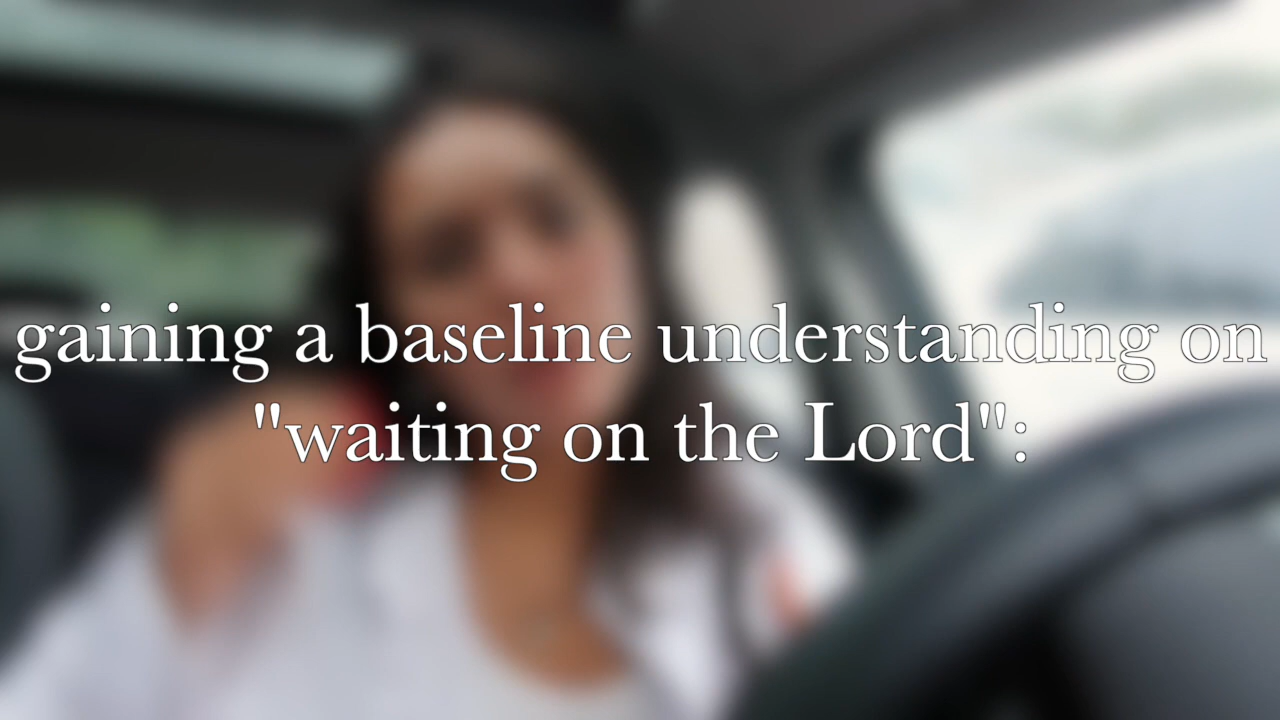 gaining a baseline understanding on
"waiting on the Lord":